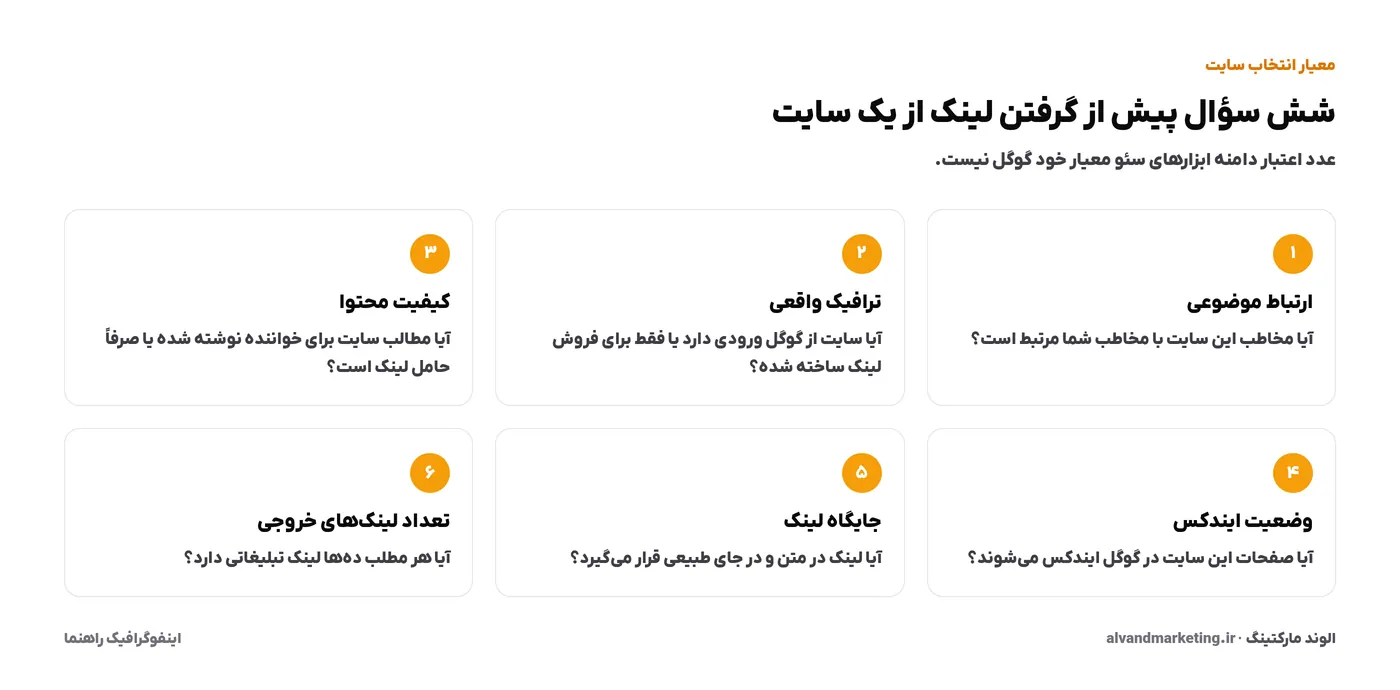 معیار انتخاب سایت
شش سؤال پیش از گرفتن لینک از یک سایت
عدد اعتبار دامنه ابزارهای سئو معیار خود گوگل نیست.
۱
ارتباط موضوعی
آیا مخاطب این سایت با مخاطب شما مرتبط است؟
۲
ترافیک واقعی
آیا سایت از گوگل ورودی دارد یا فقط برای فروش
لینک ساخته شده؟
۳
کیفیت محتوا
آیا مطالب سایت برای خواننده نوشته شده یا صرفاً
حامل لینک است؟
۴
وضعیت ایندکس
آیا صفحات این سایت در گوگل ایندکس می‌شوند؟
۵
جایگاه لینک
آیا لینک در متن و در جای طبیعی قرار می‌گیرد؟
۶
تعداد لینک‌های خروجی
آیا هر مطلب ده‌ها لینک تبلیغاتی دارد؟
الوند مارکتینگ · alvandmarketing.ir
اینفوگرافیک راهنما